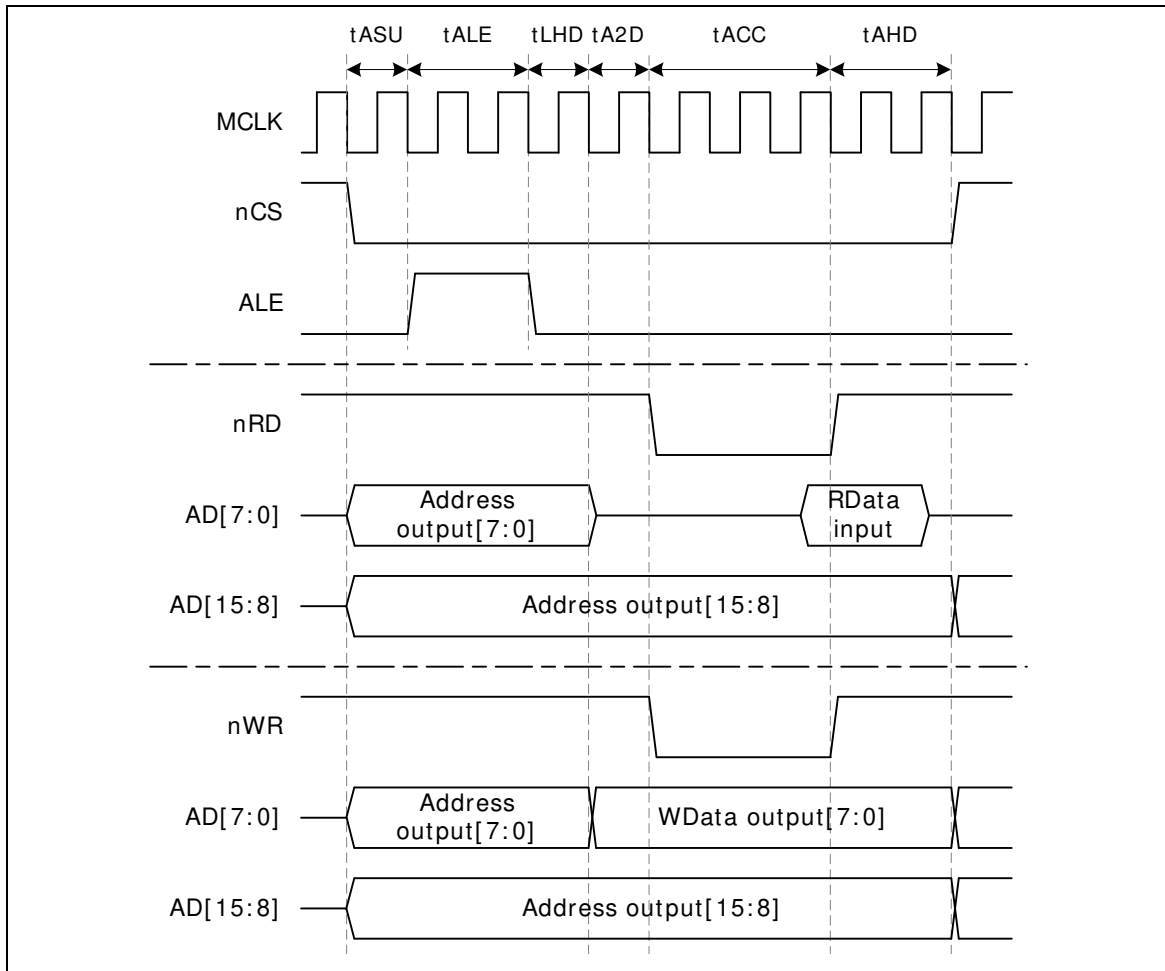 tASU tALE tLHD tA2D tACC tAHD
MCLK
nCS
ALE
nRD
AD[7:0]
Address
output[7:0]
RData
input
AD[15:8]
Address output[15:8]
nWR
AD[7:0]
Address
output[7:0]
WData output[7:0]
AD[15:8]
Address output[15:8]